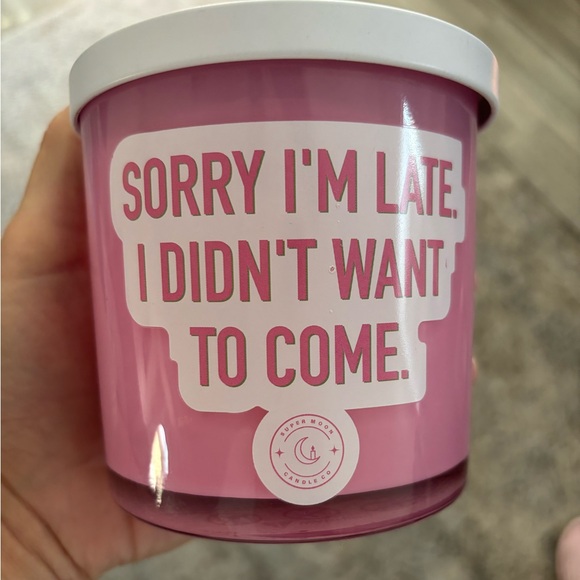 SORRY I'M LATE.
I DIDN'T WANT
TO COME.
SUPER MOON
CANDLE CO